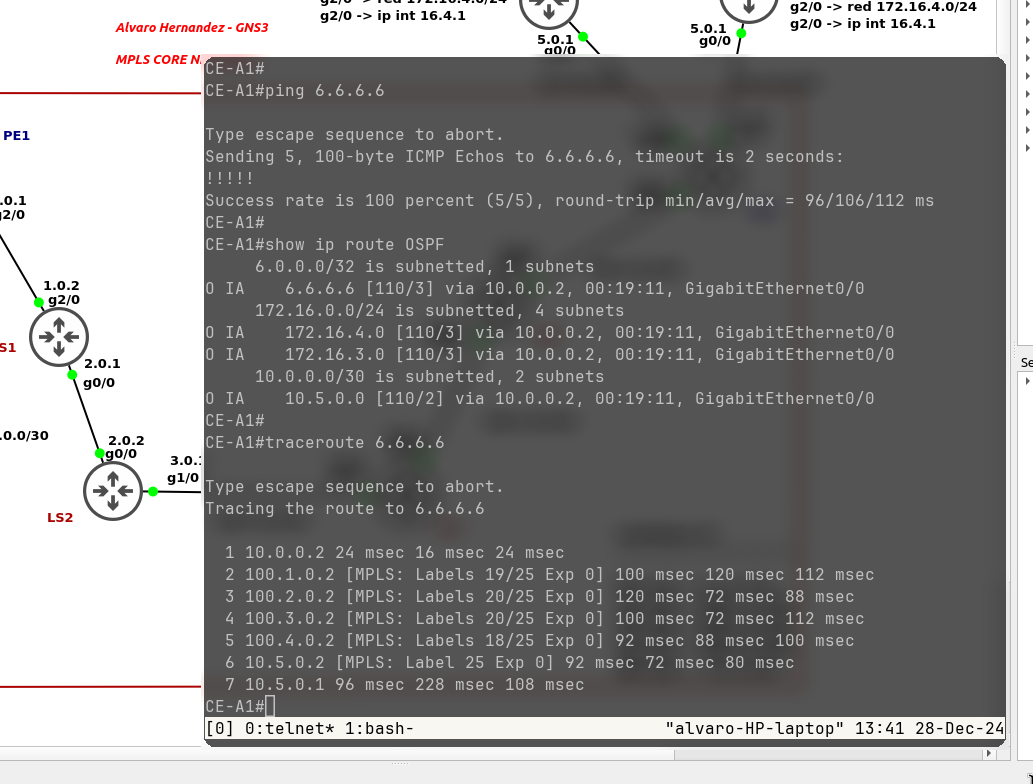 Alvaro Hernandez - GNS3
MPLS CORE N
g2/0 -> red 172.16.4.0/24
g2/0 -> ip int 16.4.1
5.0.1
g0/0
g2/0 -> red 172.16.4.0/24
g2/0 -> ip int 16.4.1
5.0.1
g0/0
PE1
.0.1
g2/0
1.0.2
g2/0
S1
2.0.1
g0/0
.0.0/30
2.0.2
g0/0
3.0.
g1/0
LS2
CE-A1#
CE-A1#ping 6.6.6.6
Type escape sequence to abort.
Sending 5, 100-byte ICMP Echos to 6.6.6.6, timeout is 2 seconds:
!!!!!
Success rate is 100 percent (5/5), round-trip min/avg/max = 96/106/112 ms
CE-A1#
CE-A1#show ip route OSPF
6.0.0.0/32 is subnetted, 1 subnets
O IA 6.6.6.6 [110/3] via 10.0.0.2, 00:19:11, GigabitEthernet0/0
172.16.0.0/24 is subnetted, 4 subnets
O IA 172.16.4.0 [110/3] via 10.0.0.2, 00:19:11, GigabitEthernet0/0
O IA 172.16.3.0 [110/3] via 10.0.0.2, 00:19:11, GigabitEthernet0/0
10.0.0.0/30 is subnetted, 2 subnets
O IA 10.5.0.0 [110/2] via 10.0.0.2, 00:19:11, GigabitEthernet0/0
CE-A1#
CE-A1#traceroute 6.6.6.6
Type escape sequence to abort.
Tracing the route to 6.6.6.6
1 10.0.0.2 24 msec 16 msec 24 msec
2 100.1.0.2 [MPLS: Labels 19/25 Exp 0] 100 msec 120 msec 112 msec
3 100.2.0.2 [MPLS: Labels 20/25 Exp 0] 120 msec 72 msec 88 msec
4 100.3.0.2 [MPLS: Labels 20/25 Exp 0] 100 msec 72 msec 112 msec
5 100.4.0.2 [MPLS: Labels 18/25 Exp 0] 92 msec 88 msec 100 msec
6 10.5.0.2 [MPLS: Label 25 Exp 0] 92 msec 72 msec 80 msec
7 10.5.0.1 96 msec 228 msec 108 msec
CE-A1#
[0] 0:telnet* 1:bash- "alvaro-HP-laptop" 13:41 28-Dec-24
Se